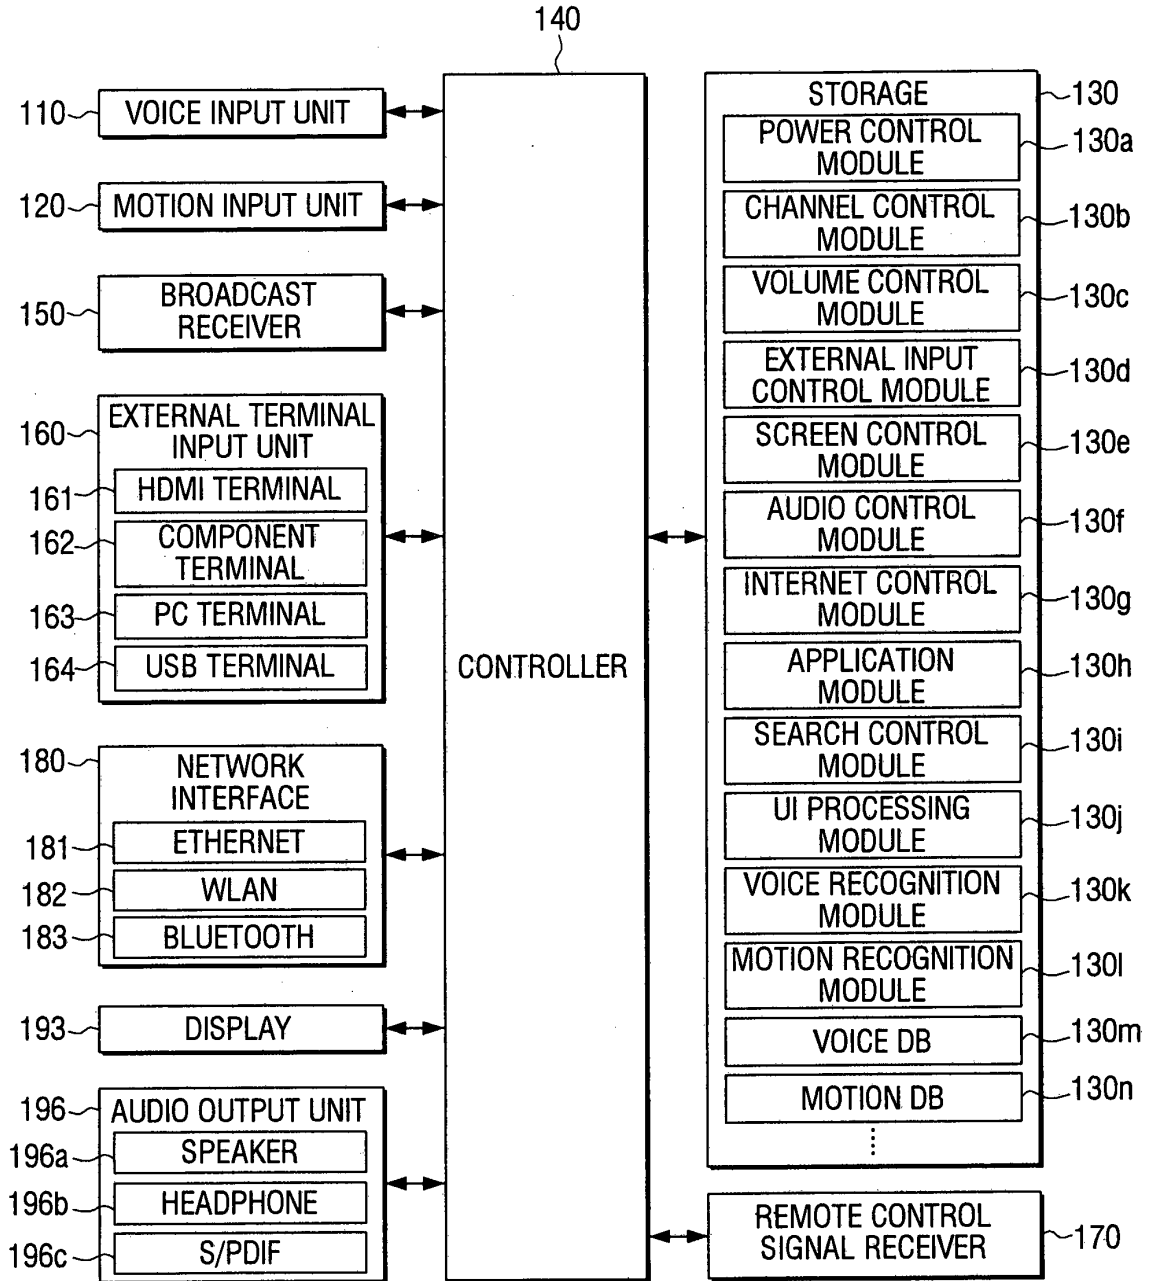 140
110
VOICE INPUT UNIT
120
MOTION INPUT UNIT
150
BROADCAST
RECEIVER
160
EXTERNAL TERMINAL
INPUT UNIT
161
HDMI TERMINAL
162
COMPONENT
TERMINAL
163
PC TERMINAL
164
USB TERMINAL
180
NETWORK
INTERFACE
181
ETHERNET
182
WLAN
183
BLUETOOTH
193
DISPLAY
196
AUDIO OUTPUT UNIT
196a
SPEAKER
196b
HEADPHONE
196c
S/PDIF
CONTROLLER
STORAGE
130
POWER CONTROL
MODULE
130a
CHANNEL CONTROL
MODULE
130b
VOLUME CONTROL
MODULE
130c
EXTERNAL INPUT
CONTROL MODULE
130d
SCREEN CONTROL
MODULE
130e
AUDIO CONTROL
MODULE
130f
INTERNET CONTROL
MODULE
130g
APPLICATION
MODULE
130h
SEARCH CONTROL
MODULE
130i
UI PROCESSING
MODULE
130j
VOICE RECOGNITION
MODULE
130k
MOTION RECOGNITION
MODULE
130l
VOICE DB
130m
MOTION DB
130n
REMOTE CONTROL
SIGNAL RECEIVER
170